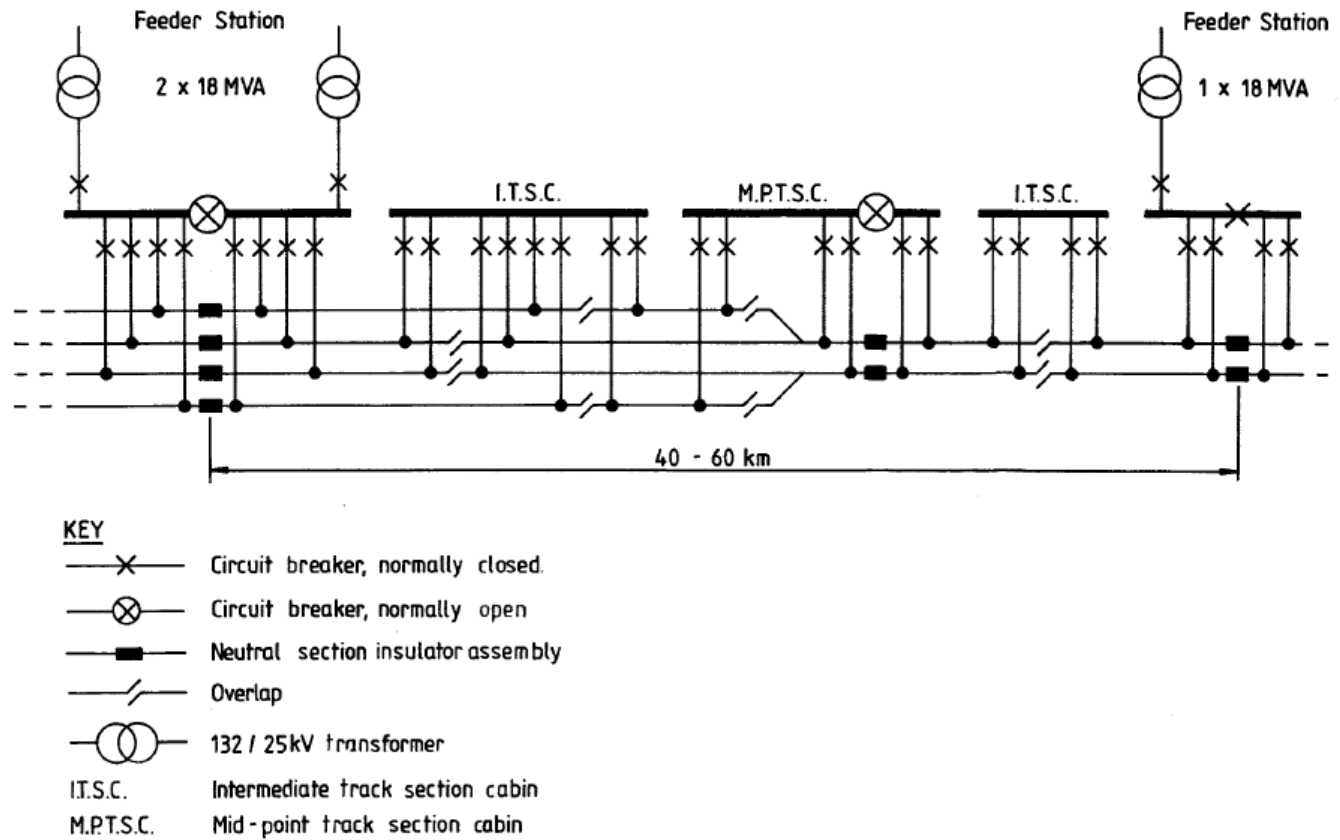 Feeder Station
Feeder Station
2 x 18 MVA
1 x 18 MVA
I.T.S.C.
M.P.T.S.C.
I.T.S.C.
40 - 60 km
KEY
Circuit breaker, normally closed.
Circuit breaker, normally open
Neutral section insulator assembly
Overlap
132 / 25kV transformer
I.T.S.C. Intermediate track section cabin
M.P.T.S.C. Mid-point track section cabin